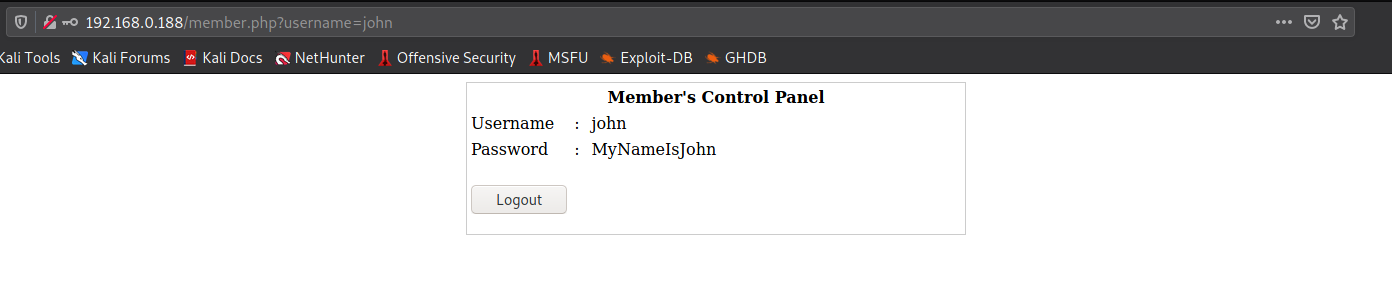 192.168.0.188/member.php?username=john
Kali Tools Kali Forums Kali Docs NetHunter Offensive Security MSFU Exploit-DB GHDB
Member's Control Panel
Username : john
Password : MyNameIsJohn
Logout